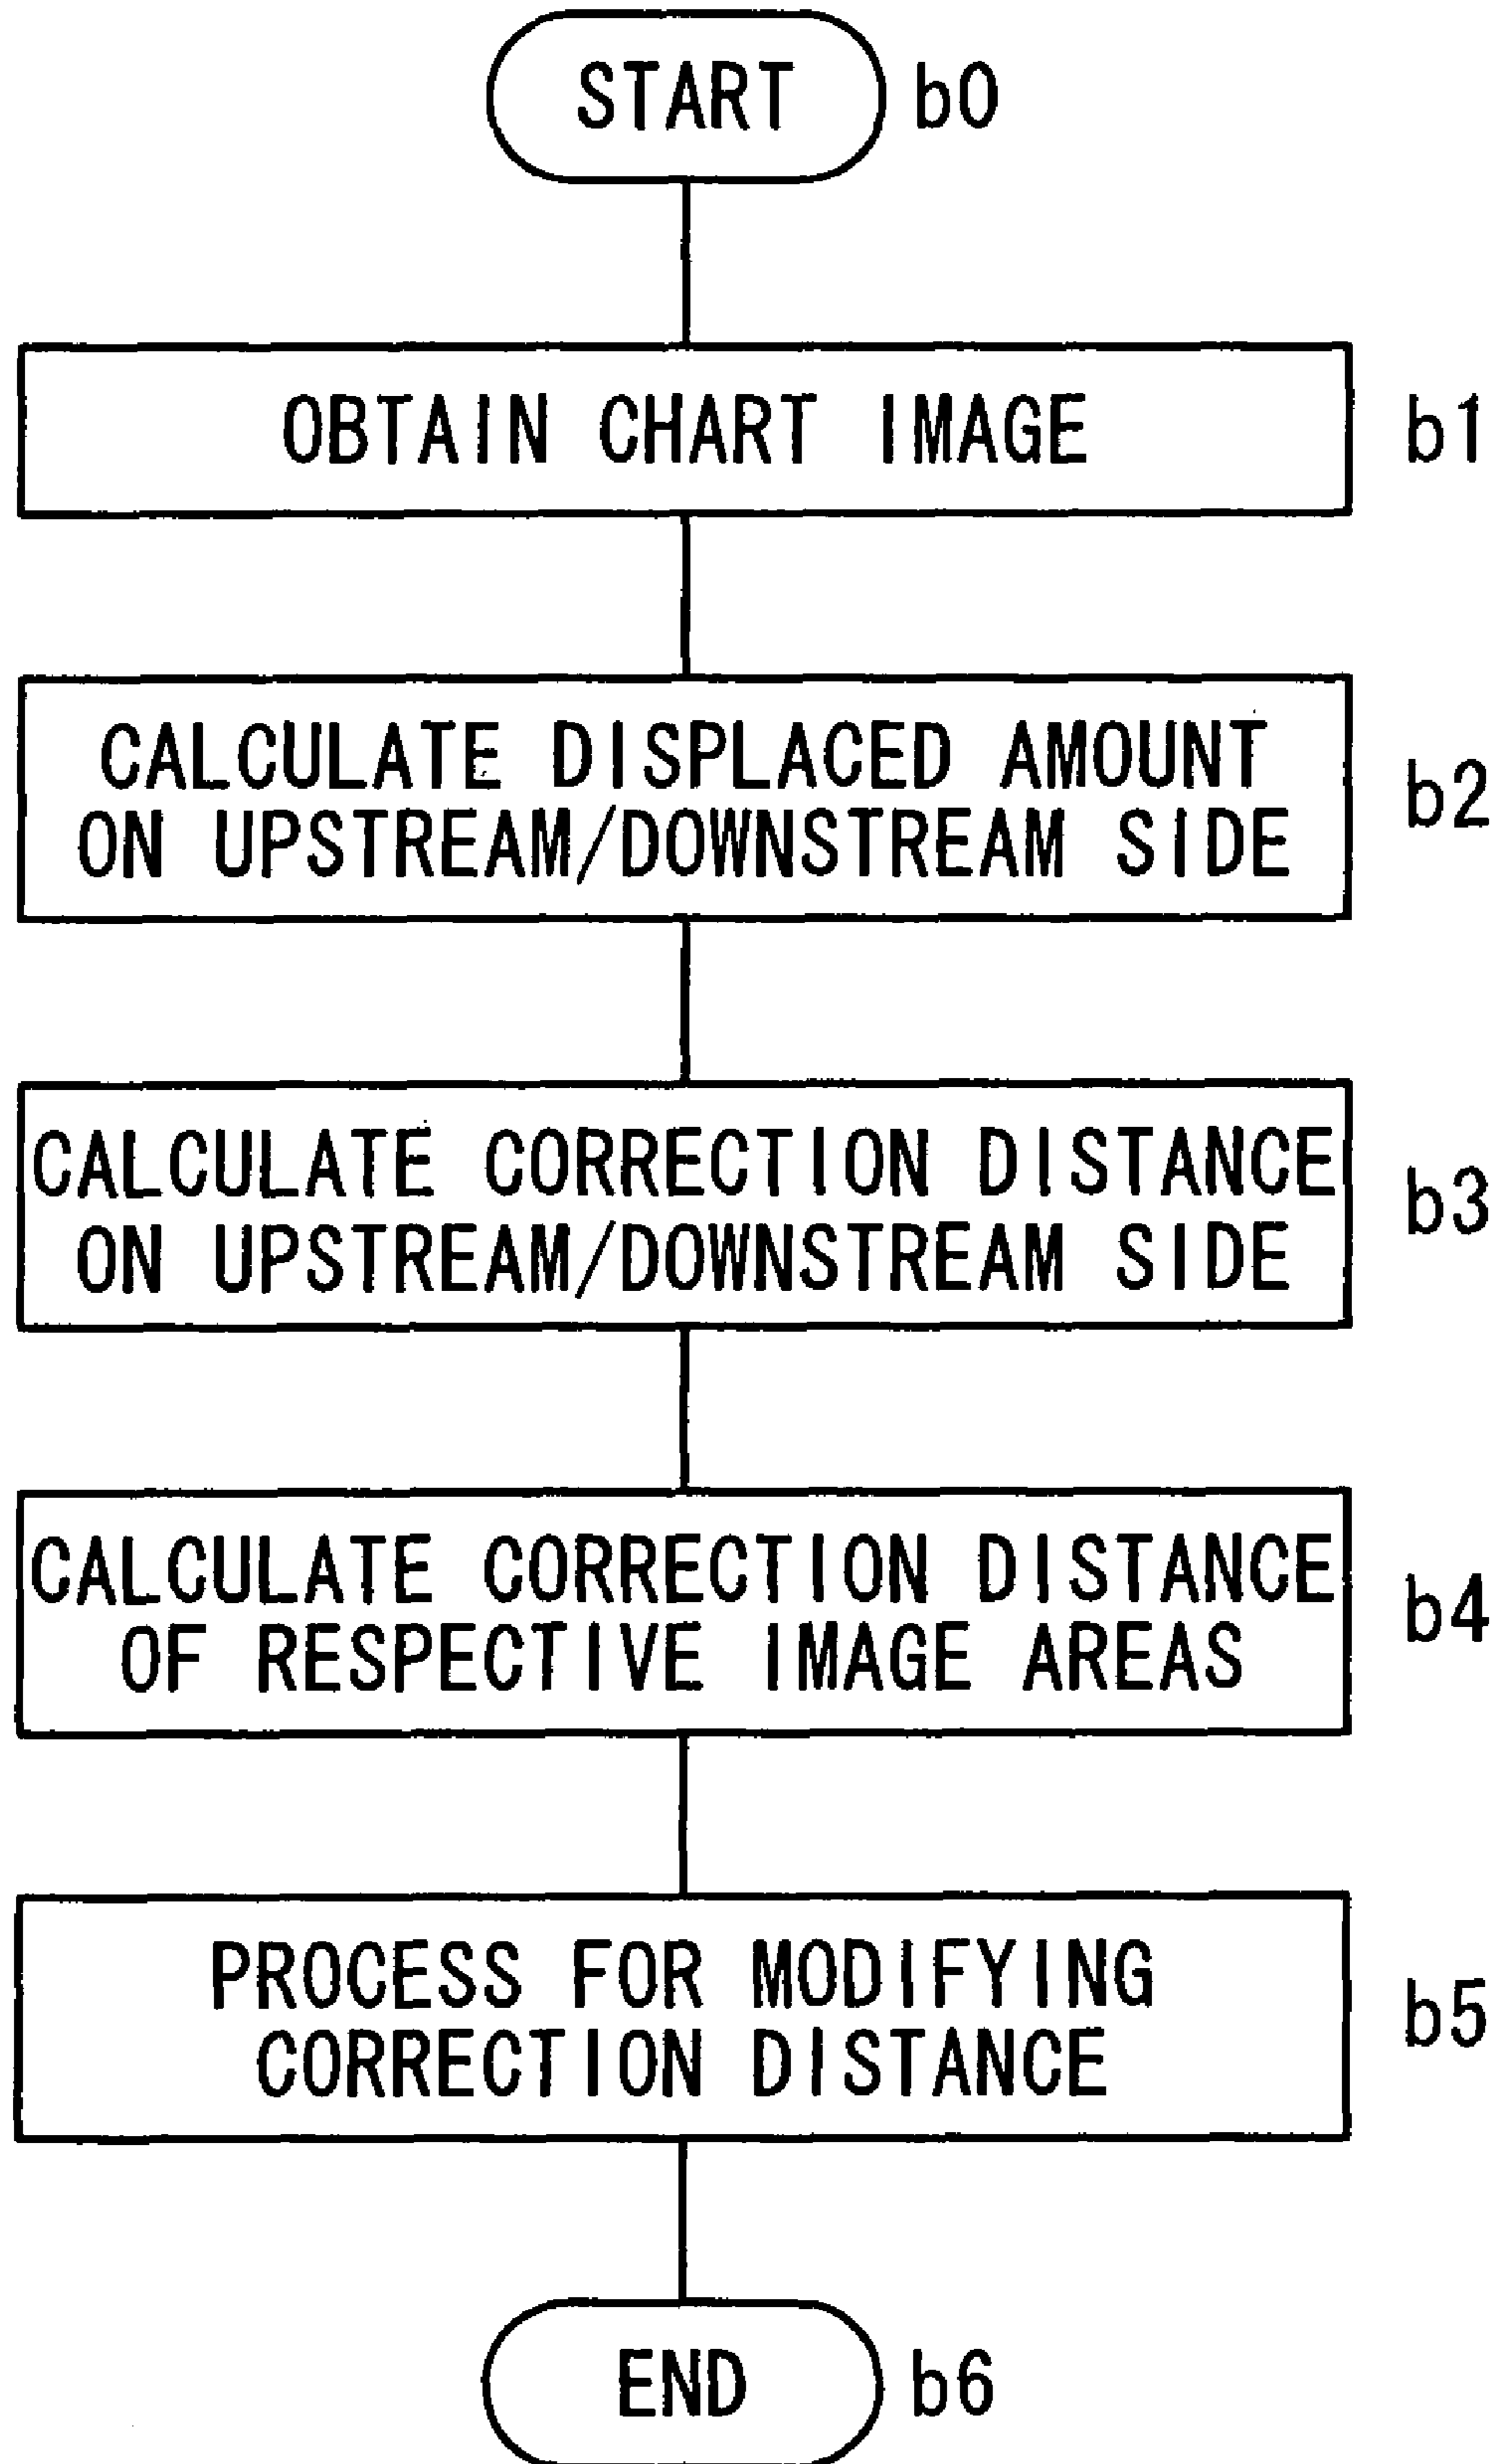 START b0
OBTAIN CHART IMAGE b1
CALCULATE DISPLACED AMOUNT
ON UPSTREAM/DOWNSTREAM SIDE
b2
CALCULATE CORRECTION DISTANCE
ON UPSTREAM/DOWNSTREAM SIDE
b3
CALCULATE CORRECTION DISTANCE
OF RESPECTIVE IMAGE AREAS
b4
PROCESS FOR MODIFYING
CORRECTION DISTANCE
b5
END b6